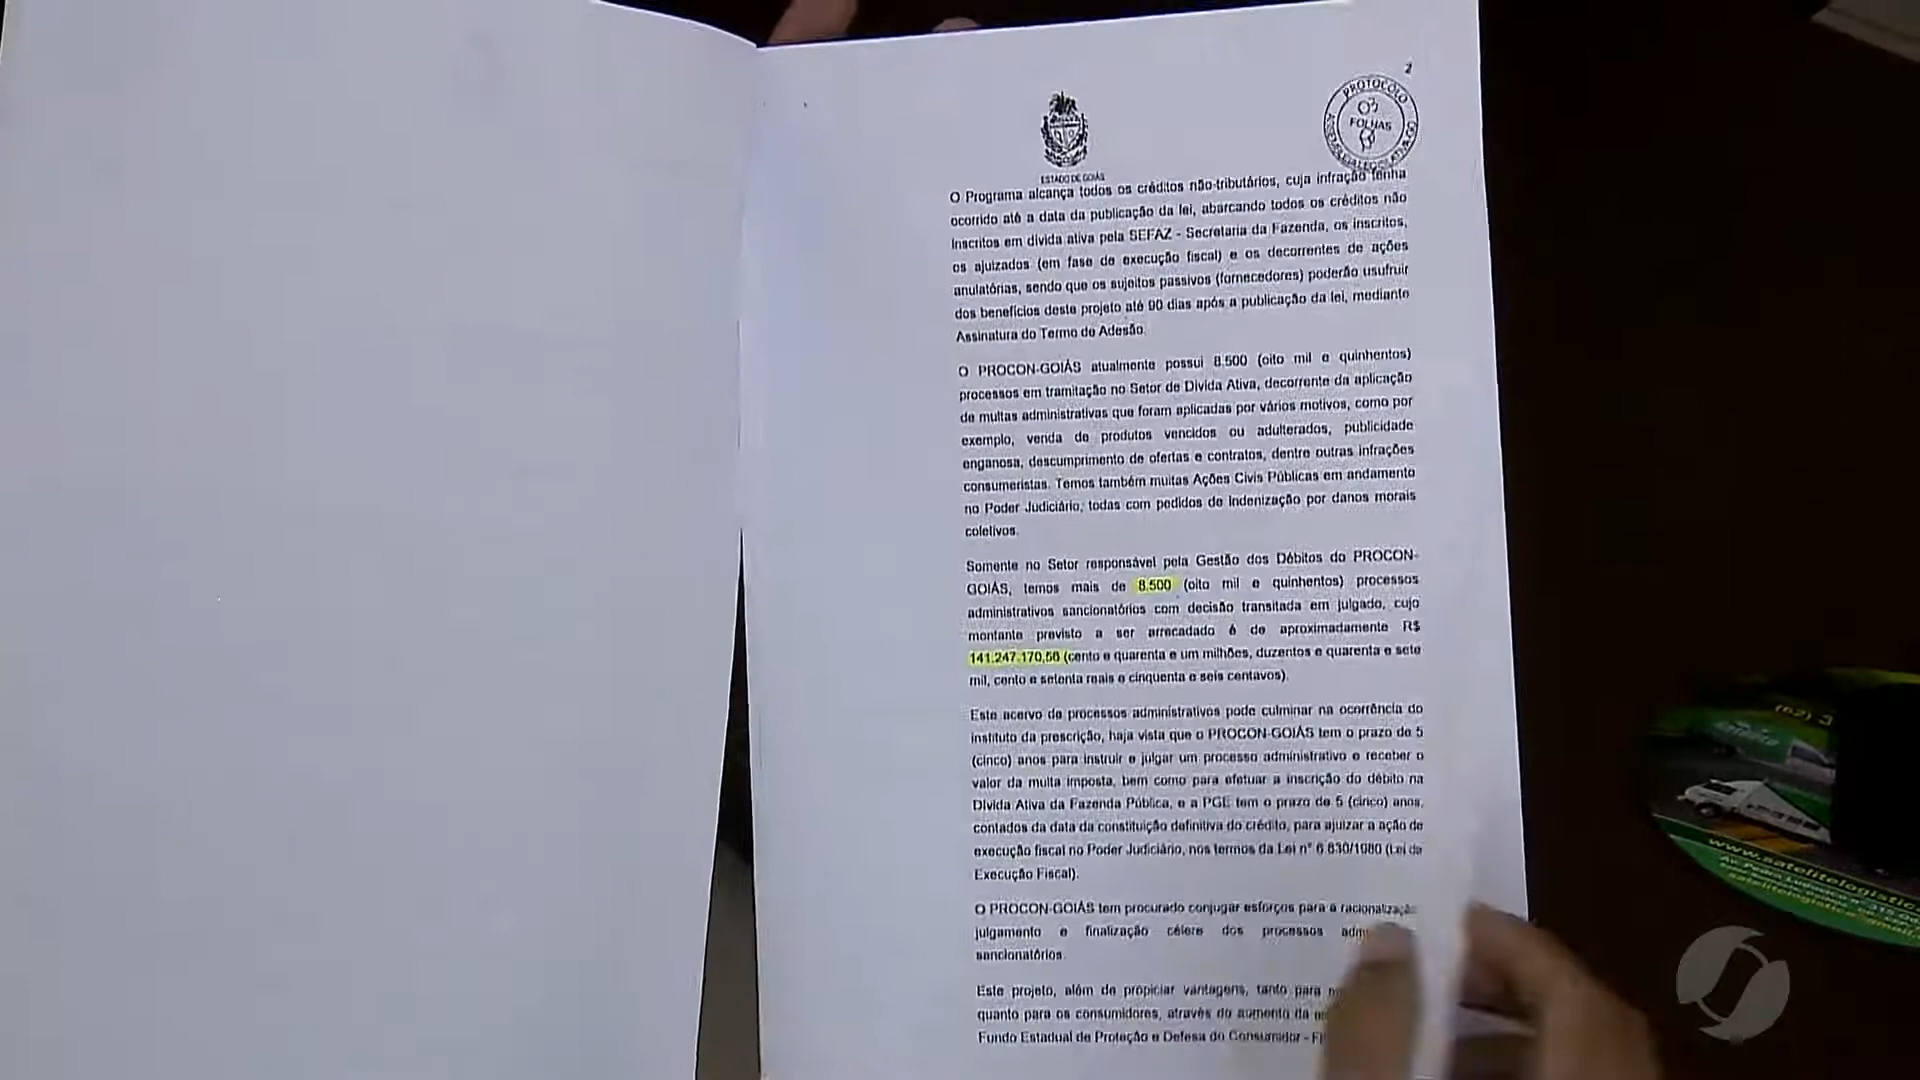 2
PROTOCOLO
03
FOLHAS
ASSEMBLEIA LEGISLATIVA-GO
ESTADO DE GOIÁS
O Programa alcança todos os créditos não-tributários, cuja infração tenha
ocorrido até a data da publicação da lei, abarcando todos os créditos não
inscritos em dívida ativa pela SEFAZ - Secretaria da Fazenda, os inscritos,
os ajuizados (em fase de execução fiscal) e os decorrentes de ações
anulatórias, sendo que os sujeitos passivos (fornecedores) poderão usufruir
dos benefícios deste projeto até 90 dias após a publicação da lei, mediante
Assinatura do Termo de Adesão.
O PROCON-GOIÁS atualmente possui 8.500 (oito mil e quinhentos)
processos em tramitação no Setor de Dívida Ativa, decorrente da aplicação
de multas administrativas que foram aplicadas por vários motivos, como por
exemplo, venda de produtos vencidos ou adulterados, publicidade
enganosa, descumprimento de ofertas e contratos, dentre outras infrações
consumeristas. Temos também muitas Ações Civis Públicas em andamento
no Poder Judiciário, todas com pedidos de indenização por danos morais
coletivos.
Somente no Setor responsável pela Gestão dos Débitos do PROCON-
GOIÁS, temos mais de 8.500 (oito mil e quinhentos) processos
administrativos sancionatórios com decisão transitada em julgado, cujo
montante previsto a ser arrecadado é de aproximadamente R$
141.247.170,56 (cento e quarenta e um milhões, duzentos e quarenta e sete
mil, cento e setenta reais e cinquenta e seis centavos).
Este acervo de processos administrativos pode culminar na ocorrência do
instituto da prescrição, haja vista que o PROCON-GOIÁS tem o prazo de 5
(cinco) anos para instruir e julgar um processo administrativo e receber o
valor da multa imposta, bem como para efetuar a inscrição do débito na
Dívida Ativa da Fazenda Pública, e a PGE tem o prazo de 5 (cinco) anos,
contados da data da constituição definitiva do crédito, para ajuizar a ação de
execução fiscal no Poder Judiciário, nos termos da Lei nº 6.830/1980 (Lei da
Execução Fiscal).
O PROCON-GOIÁS tem procurado conjugar esforços para a racionalização
julgamento e finalização célere dos processos adm
sancionatórios.
Este projeto, além de propiciar vantagens, tanto para
quanto para os consumidores, através do aumento da
Fundo Estadual de Proteção e Defesa do Consumidor - F
(62) 3
Av. Pedro Ludovico nº 315